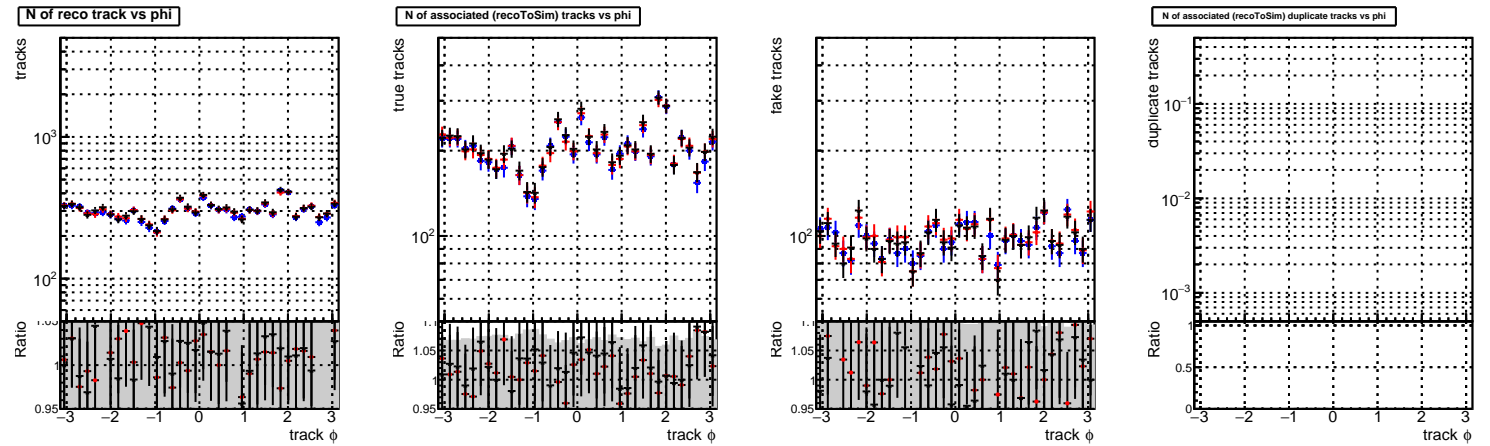 N of reco track vs phi
tracks
10³
10²
Ratio
1
0.95
−3 −2 −1 0 1 2 3
track ϕ
N of associated (recoToSim) tracks vs phi
true tracks
10²
Ratio
1.05
1
0.95
−3 −2 −1 0 1 2 3
track ϕ
fake tracks
10²
Ratio
1.05
1
0.95
−3 −2 −1 0 1 2 3
track ϕ
N of associated (recoToSim) duplicate tracks vs phi
duplicate tracks
10⁻¹
10⁻²
10⁻³
Ratio
1
0.5
0
−3 −2 −1 0 1 2 3
track ϕ